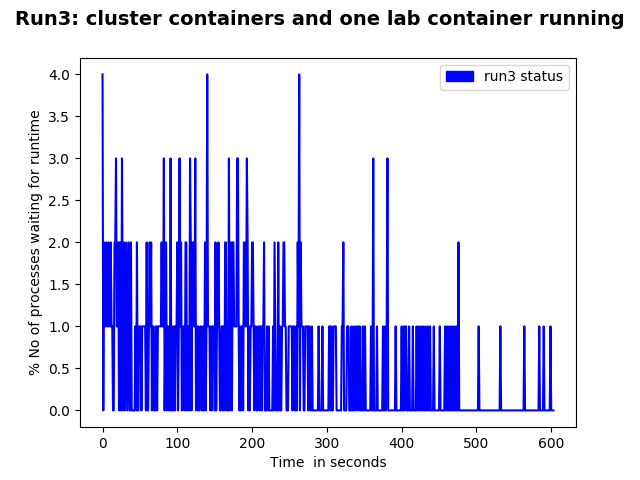 Run3: cluster containers and one lab container running
run3 status
% No of processes waiting for runtime
4.0
3.5
3.0
2.5
2.0
1.5
1.0
0.5
0.0
0 100 200 300 400 500 600
Time  in seconds